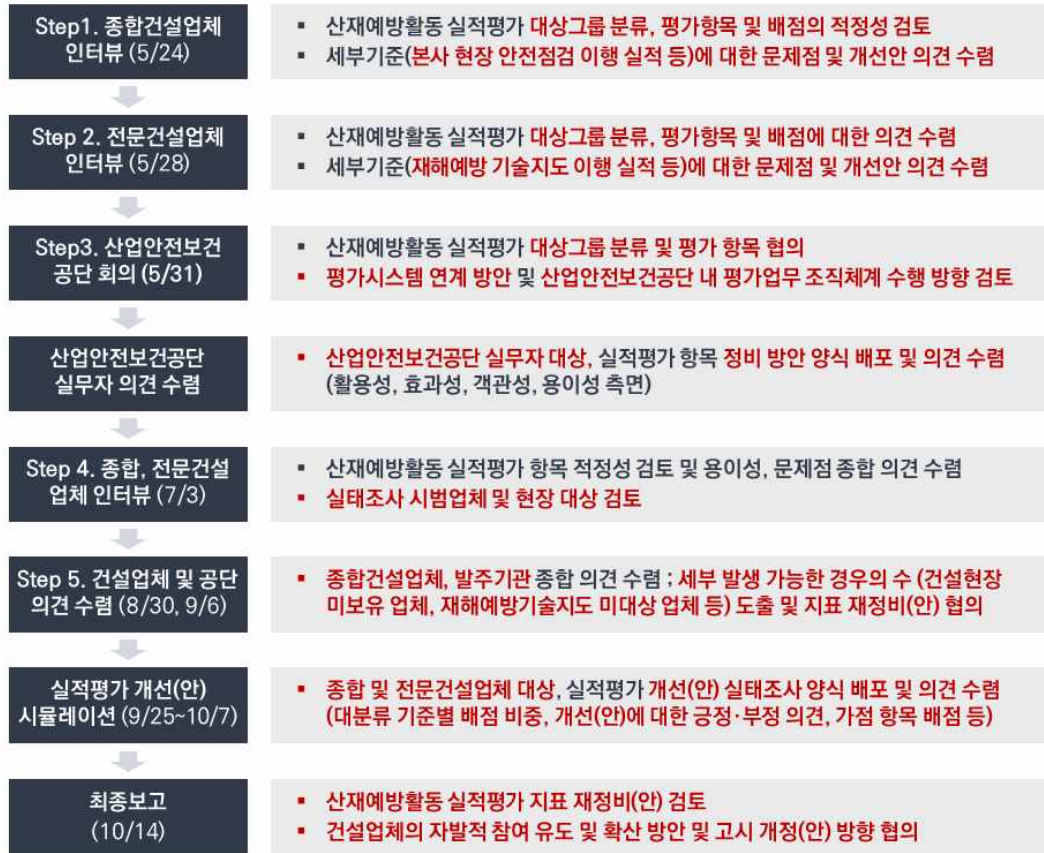 Step1. 종합건설업체
인터뷰 (5/24)
▪ 산재예방활동 실적평가 대상그룹 분류, 평가항목 및 배점의 적정성 검토
▪ 세부기준(본사 현장 안전점검 이행 실적 등)에 대한 문제점 및 개선안 의견 수렴
Step 2. 전문건설업체
인터뷰 (5/28)
▪ 산재예방활동 실적평가 대상그룹 분류, 평가항목 및 배점에 대한 의견 수렴
▪ 세부기준(재해예방 기술지도 이행 실적 등)에 대한 문제점 및 개선안 의견 수렴
Step3. 산업안전보건
공단 회의 (5/31)
▪ 산재예방활동 실적평가 대상그룹 분류 및 평가 항목 협의
▪ 평가시스템 연계 방안 및 산업안전보건공단 내 평가업무 조직체계 수행 방향 검토
산업안전보건공단
실무자 의견 수렴
▪ 산업안전보건공단 실무자 대상, 실적평가 항목 정비 방안 양식 배포 및 의견 수렴
(활용성, 효과성, 객관성, 용이성 측면)
Step 4. 종합, 전문건설
업체 인터뷰 (7/3)
▪ 산재예방활동 실적평가 항목 적정성 검토 및 용이성, 문제점 종합 의견 수렴
▪ 실태조사 시범업체 및 현장 대상 검토
Step 5. 건설업체 및 공단
의견 수렴 (8/30, 9/6)
▪ 종합건설업체, 발주기관 종합 의견 수렴 ; 세부 발생 가능한 경우의 수 (건설현장
미보유 업체, 재해예방기술지도 미대상 업체 등) 도출 및 지표 재정비(안) 협의
실적평가 개선(안)
시뮬레이션 (9/25~10/7)
▪ 종합 및 전문건설업체 대상, 실적평가 개선(안) 실태조사 양식 배포 및 의견 수렴
(대분류 기준별 배점 비중, 개선(안)에 대한 긍정·부정 의견, 가점 항목 배점 등)
최종보고
(10/14)
▪ 산재예방활동 실적평가 지표 재정비(안) 검토
▪ 건설업체의 자발적 참여 유도 및 확산 방안 및 고시 개정(안) 방향 협의